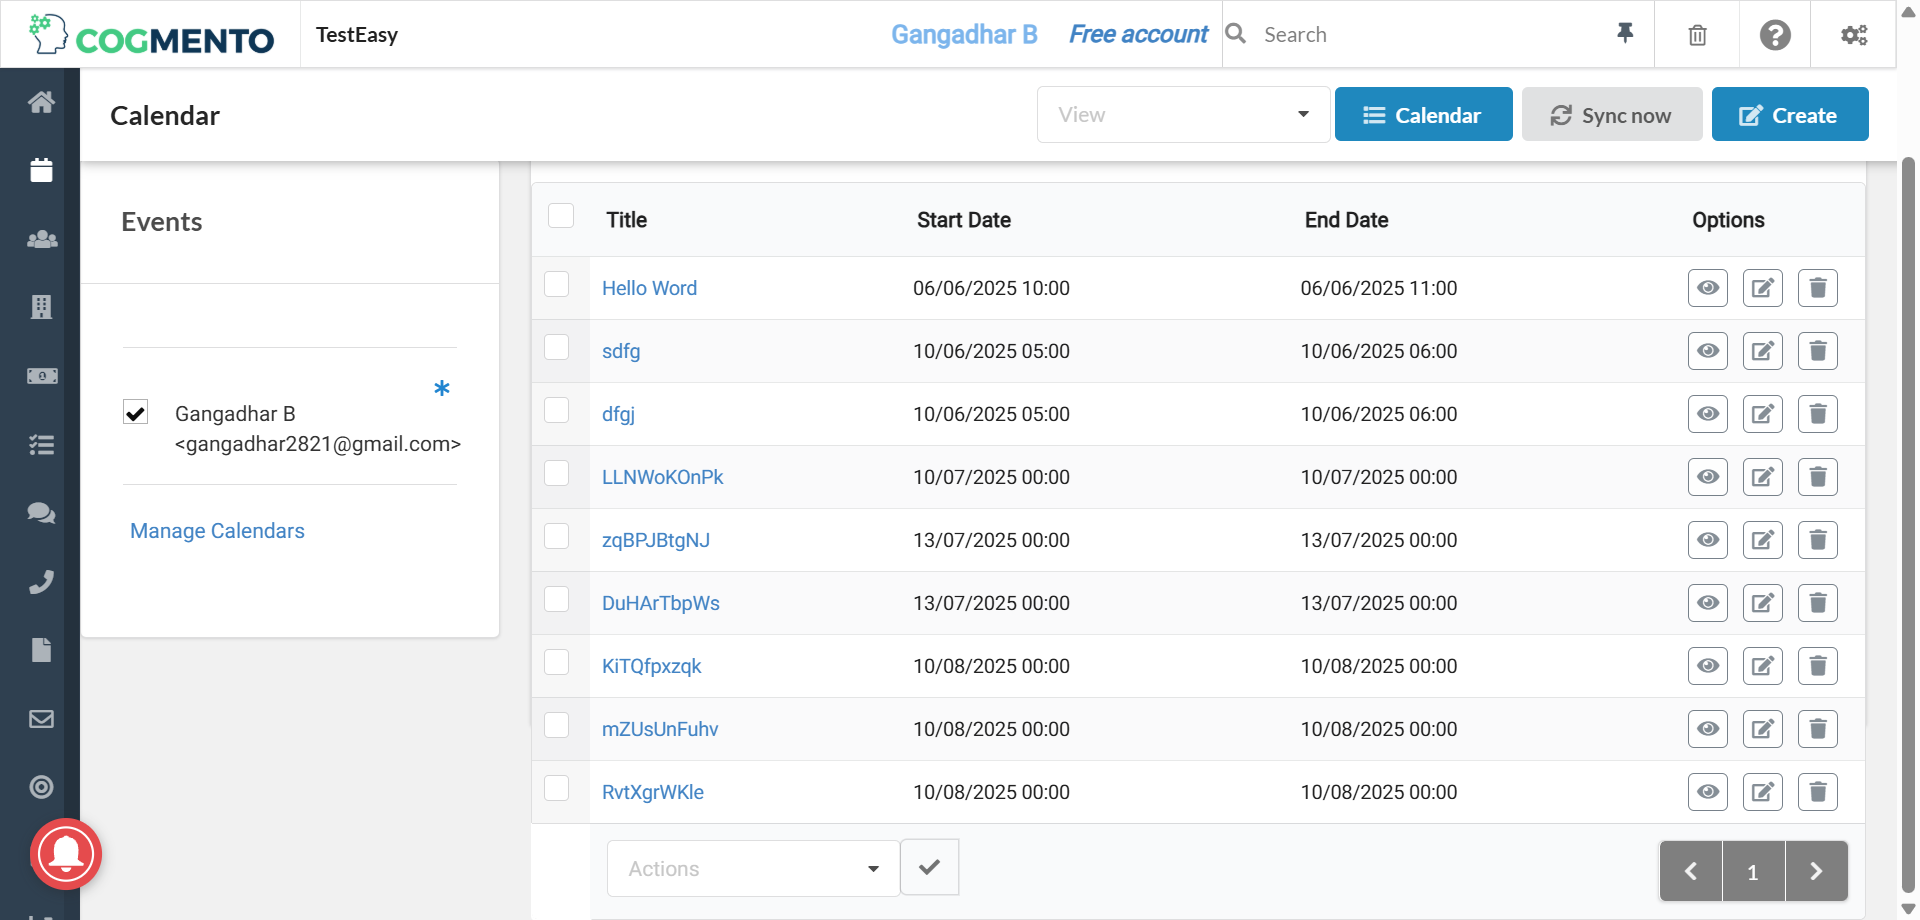 COGMENTO
TestEasy
Gangadhar B
Free account
Search
Calendar
View
Calendar
Sync now
Create
Events
Gangadhar B
<gangadhar2821@gmail.com>
Manage Calendars
Title Start Date End Date Options
Hello Word 06/06/2025 10:00 06/06/2025 11:00
sdfg 10/06/2025 05:00 10/06/2025 06:00
dfgj 10/06/2025 05:00 10/06/2025 06:00
LLNWoKOnPk 10/07/2025 00:00 10/07/2025 00:00
zqBPJBtgNJ 13/07/2025 00:00 13/07/2025 00:00
DuHArTbpWs 13/07/2025 00:00 13/07/2025 00:00
KiTQfpxzqk 10/08/2025 00:00 10/08/2025 00:00
mZUsUnFuhv 10/08/2025 00:00 10/08/2025 00:00
RvtXgrWKle 10/08/2025 00:00 10/08/2025 00:00
Actions
1